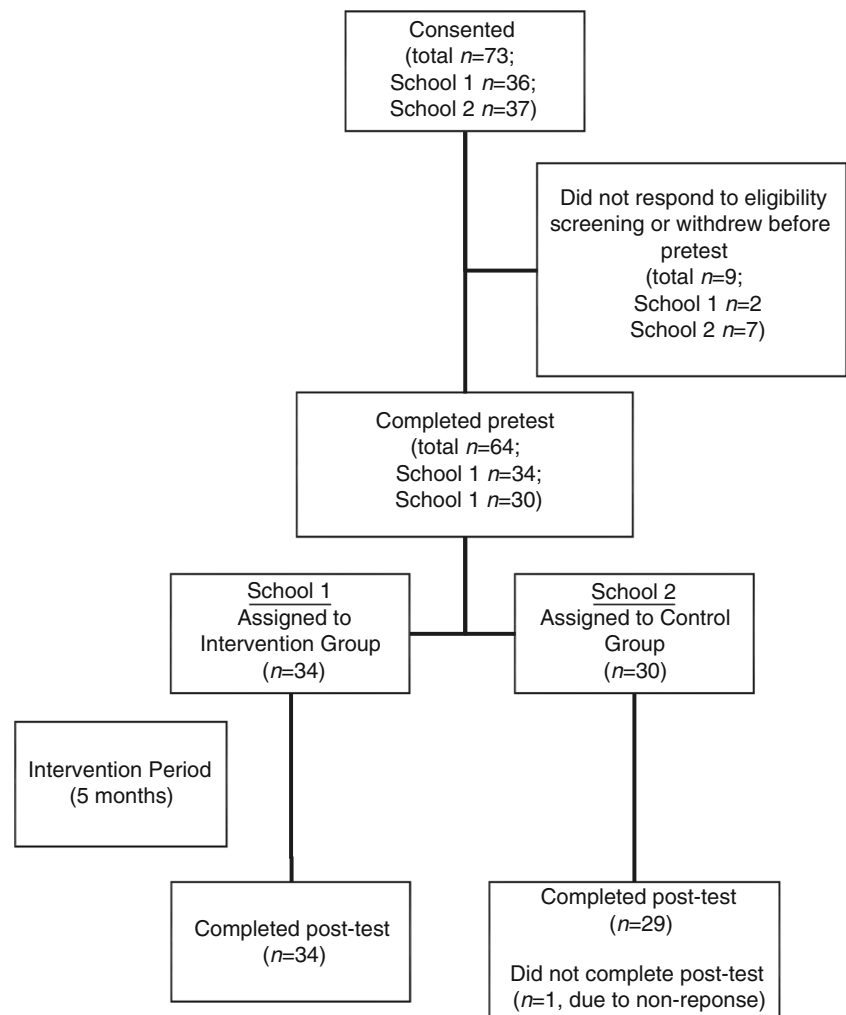 Consented
(total n=73;
School 1 n=36;
School 2 n=37)
Did not respond to eligibility
screening or withdrew before
pretest
(total n=9;
School 1 n=2
School 2 n=7)
Completed pretest
(total n=64;
School 1 n=34;
School 1 n=30)
School 1
Assigned to
Intervention Group
(n=34)
School 2
Assigned to Control
Group
(n=30)
Intervention Period
(5 months)
Completed post-test
(n=34)
Completed post-test
(n=29)
Did not complete post-test
(n=1, due to non-reponse)